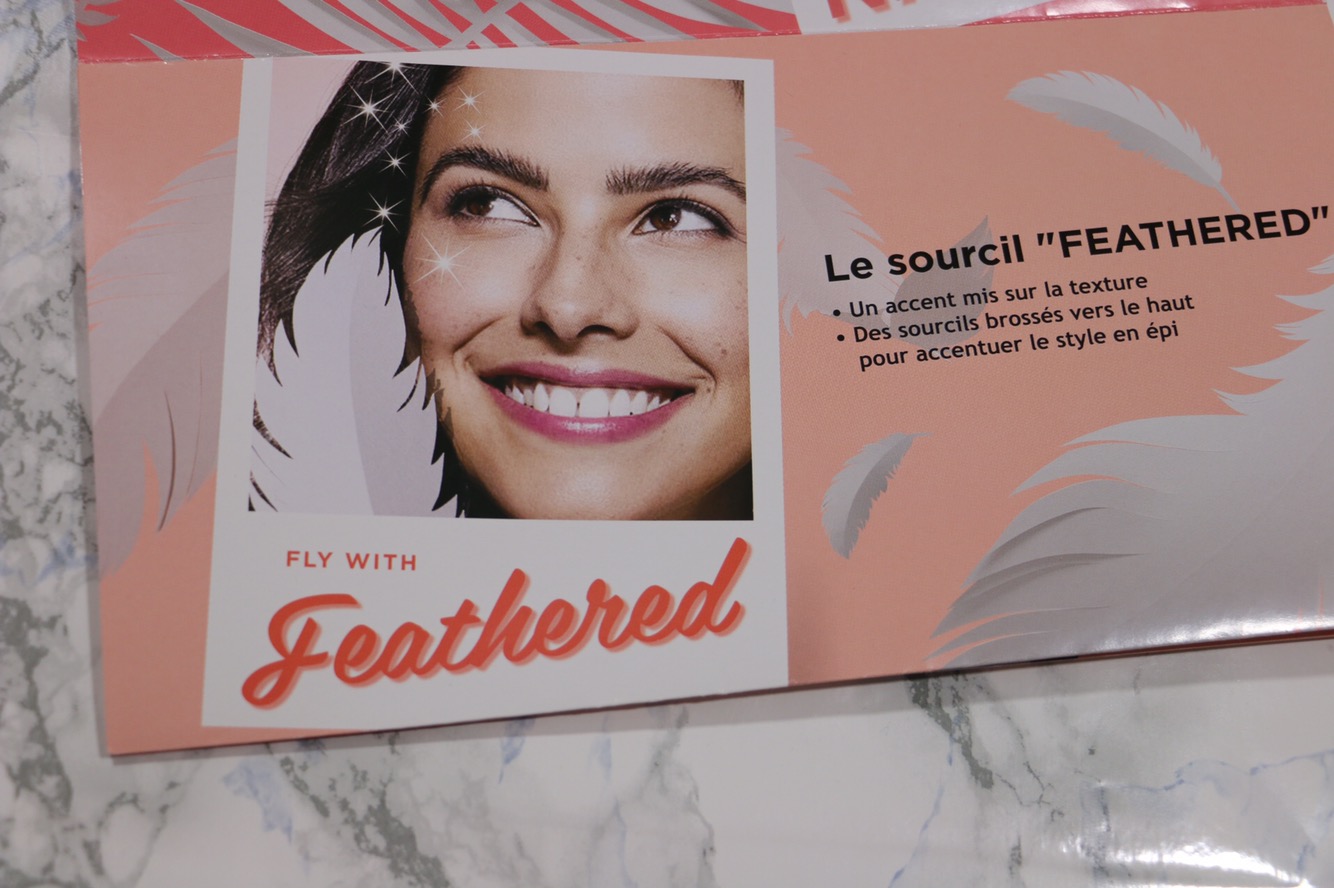 FLY WITH
Feathered
Le sourcil "FEATHERED"
• Un accent mis sur la texture
• Des sourcils brossés vers le haut
pour accentuer le style en épi